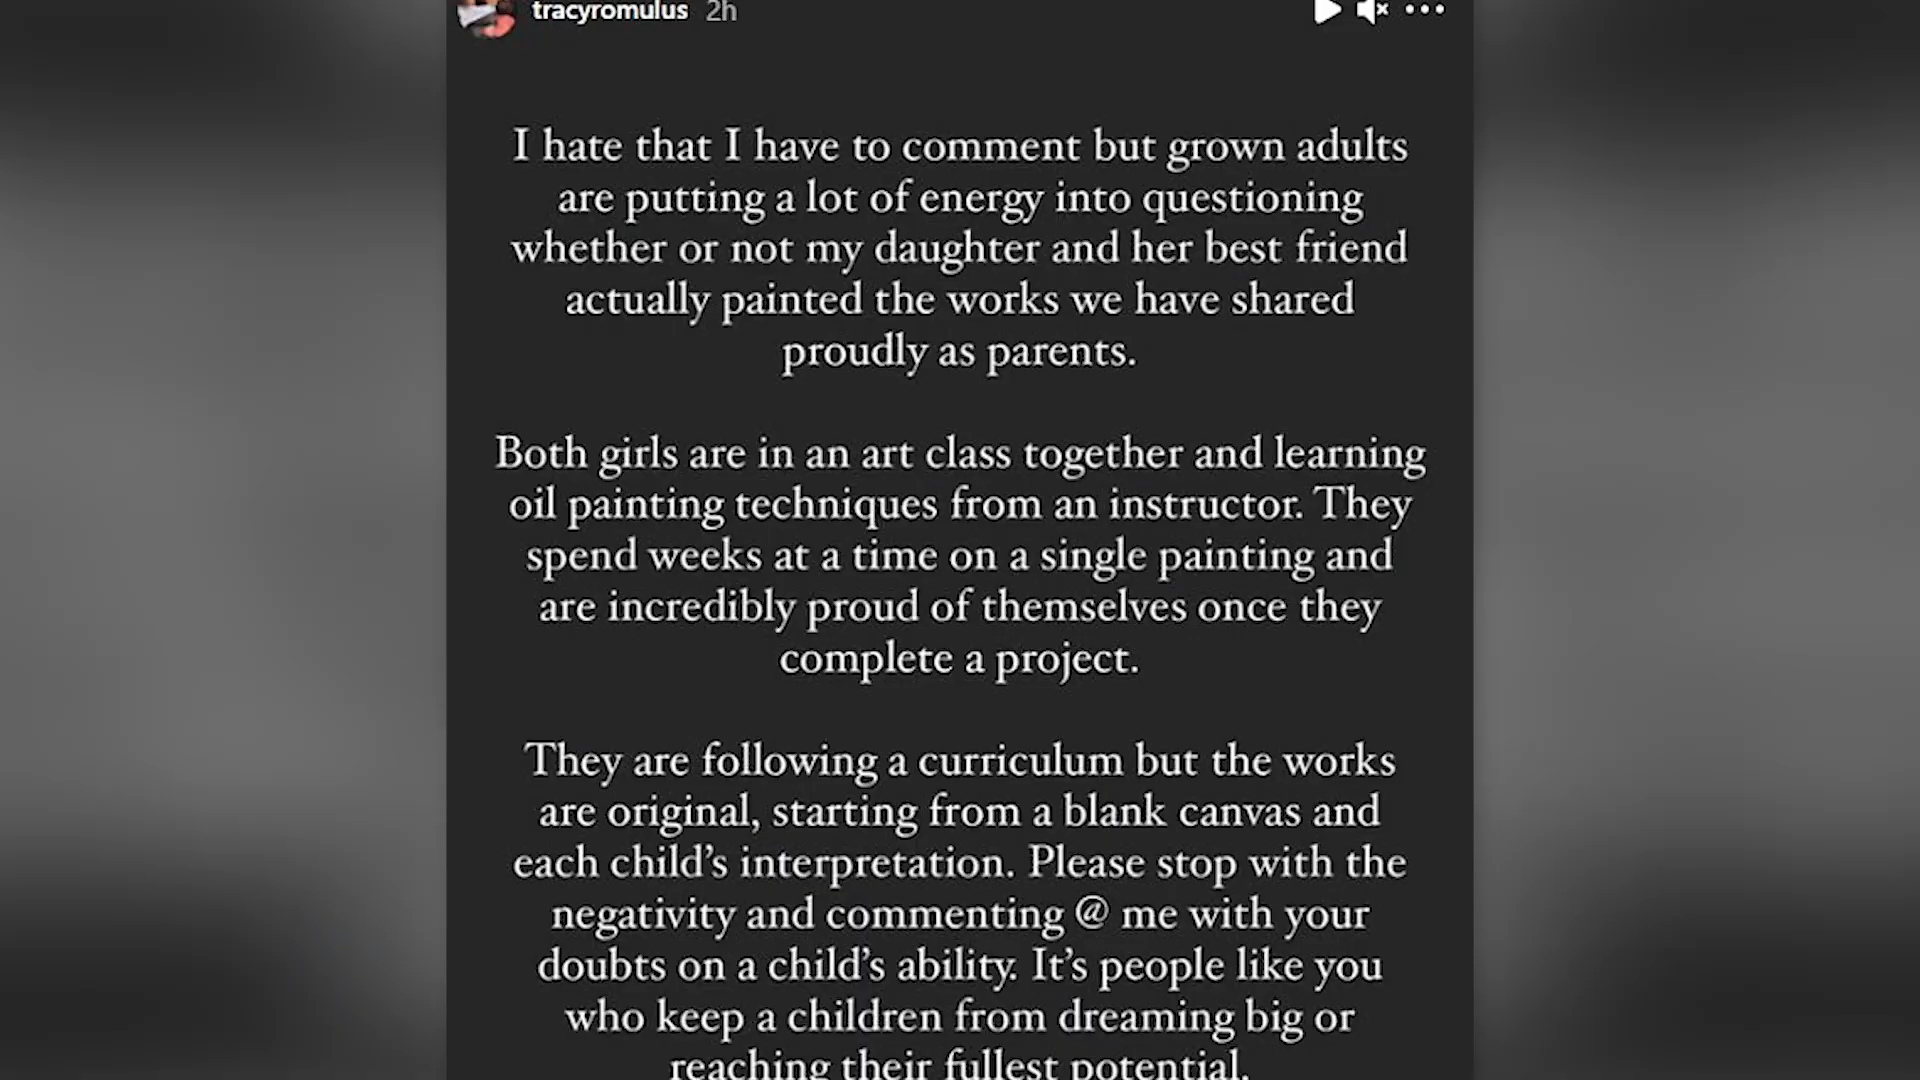 tracyromulus 2h
I hate that I have to comment but grown adults
are putting a lot of energy into questioning
whether or not my daughter and her best friend
actually painted the works we have shared
proudly as parents.
Both girls are in an art class together and learning
oil painting techniques from an instructor. They
spend weeks at a time on a single painting and
are incredibly proud of themselves once they
complete a project.
They are following a curriculum but the works
are original, starting from a blank canvas and
each child's interpretation. Please stop with the
negativity and commenting @ me with your
doubts on a child's ability. It's people like you
who keep a children from dreaming big or
reaching their fullest potential.